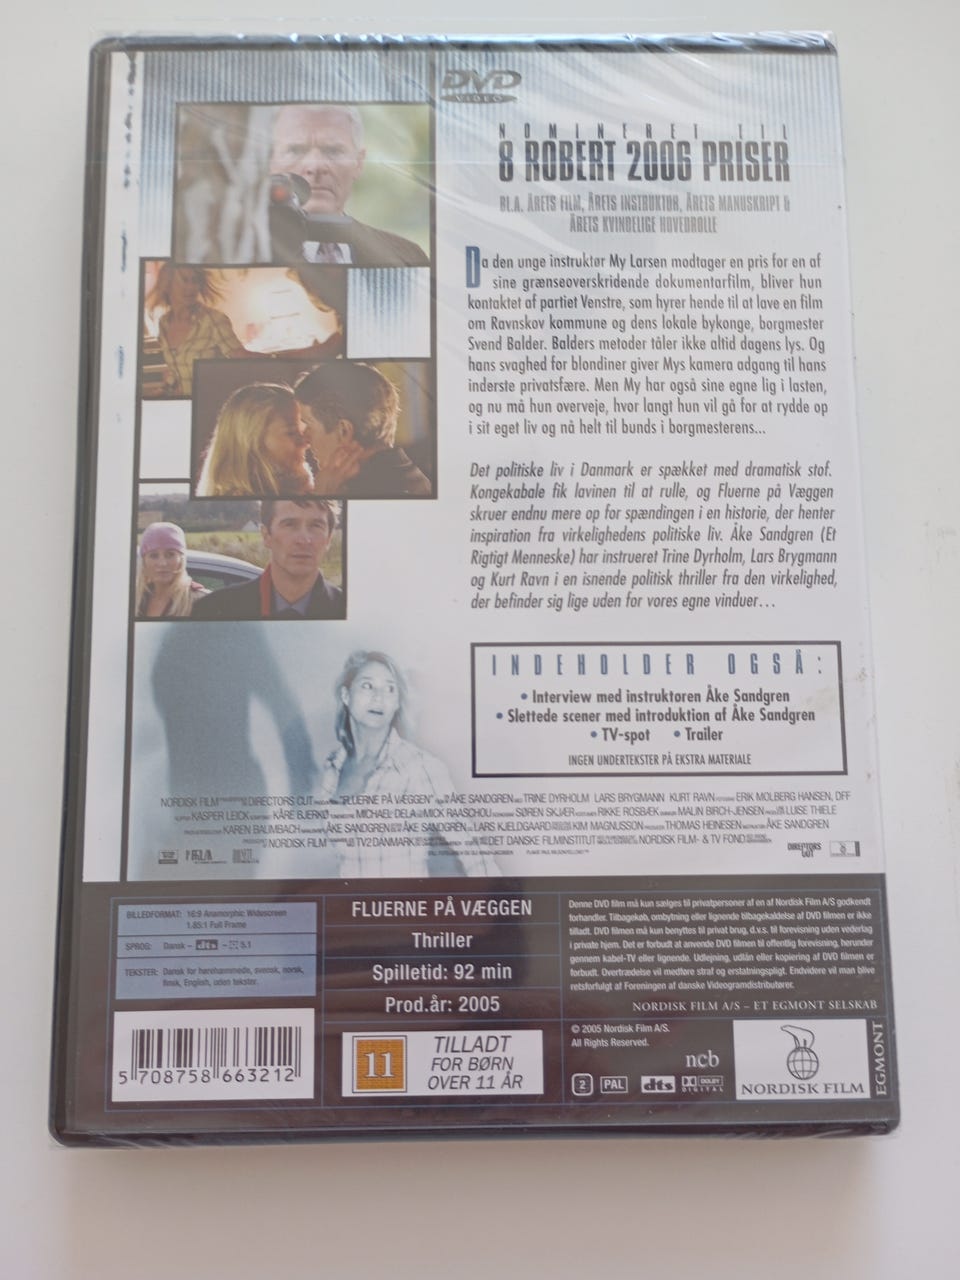 DVD
VIDEO
NOMINERET TIL
8 ROBERT 2006 PRISER
BL.A. ÅRETS FILM, ÅRETS INSTRUKTØR, ÅRETS MANUSKRIPT &
ÅRETS KVINDELIGE HOVEDROLLE
Da den unge instruktør My Larsen modtager en pris for en af
sine grænseoverskridende dokumentarfilm, bliver hun
kontaktet af partiet Venstre, som hyrer hende til at lave en film
om Ravnskov kommune og dens lokale bykonge, borgmester
Svend Balder. Balders metoder tåler ikke altid dagens lys. Og
hans svaghed for blondiner giver Mys kamera adgang til hans
inderste privatsfære. Men My har også sine egne lig i lasten,
og nu må hun overveje, hvor langt hun vil gå for at rydde op
i sit eget liv og nå helt til bunds i borgmesterens...
Det politiske liv i Danmark er spækket med dramatisk stof.
Kongekabale fik lavinen til at rulle, og Fluerne på Væggen
skruer endnu mere op for spændingen i en historie, der henter
inspiration fra virkelighedens politiske liv. Åke Sandgren (Et
Rigtigt Menneske) har instrueret Trine Dyrholm, Lars Brygmann
og Kurt Ravn i en isnende politisk thriller fra den virkelighed,
der befinder sig lige uden for vores egne vinduer...
INDEHOLDER OGSÅ:
• Interview med instruktøren Åke Sandgren
• Slettede scener med introduktion af Åke Sandgren
• TV-spot • Trailer
INGEN UNDERTEKSTER PÅ EKSTRA MATERIALE
NORDISK FILM DIRECTORS CUT "FLUERNE PÅ VÆGGEN" ÅKE SANDGREN TRINE DYRHOLM LARS BRYGMANN KURT RAVN ERIK MOLBERG HANSEN, DFF
KASPER LEICK KÅRE BJERKØ MICHAEL DELA MICK RAASCHOU SØREN SKJÆR RIKKE ROSBÆK MALIN BIRCH-JENSEN LUISE THIELE
KAREN BAUMBACH ÅKE SANDGREN ÅKE SANDGREN LARS KJELDGAARD KIM MAGNUSSON THOMAS HEINESEN ÅKE SANDGREN
NORDISK FILM TV2 DANMARK DET DANSKE FILMINSTITUT NORDISK FILM- & TV FOND
DIRECTORS CUT
BILLEDFORMAT: 16:9 Anamorphic Widescreen
1.85:1 Full Frame
SPROG: Dansk – dts – 5.1
TEKSTER: Dansk for hørehæmmede, svensk, norsk,
finsk, English, uden tekster.
5 708758 663212
FLUERNE PÅ VÆGGEN
Thriller
Spilletid: 92 min
Prod.år: 2005
11
TILLADT
FOR BØRN
OVER 11 ÅR
Denne DVD film må kun sælges til privatpersoner af en af Nordisk Film A/S godkendt
forhandler. Tilbagekøb, ombytning eller lignende tilbagekaldelse af DVD filmen er ikke
tilladt. DVD filmen må kun benyttes til privat brug, d.v.s. til forevisning uden vederlag
i private hjem. Det er forbudt at anvende DVD filmen til offentlig forevisning, herunder
gennem kabel-TV eller lignende. Udlejning, udlån eller kopiering af DVD filmen er
forbudt. Overtrædelse vil medføre straf og erstatningspligt. Endvidere vil man blive
retsforfulgt af Foreningen af danske Videogramdistributører.
NORDISK FILM A/S – ET EGMONT SELSKAB
© 2005 Nordisk Film A/S.
All Rights Reserved.
ncb
2 PAL dts DOLBY DIGITAL
NORDISK FILM
EGMONT